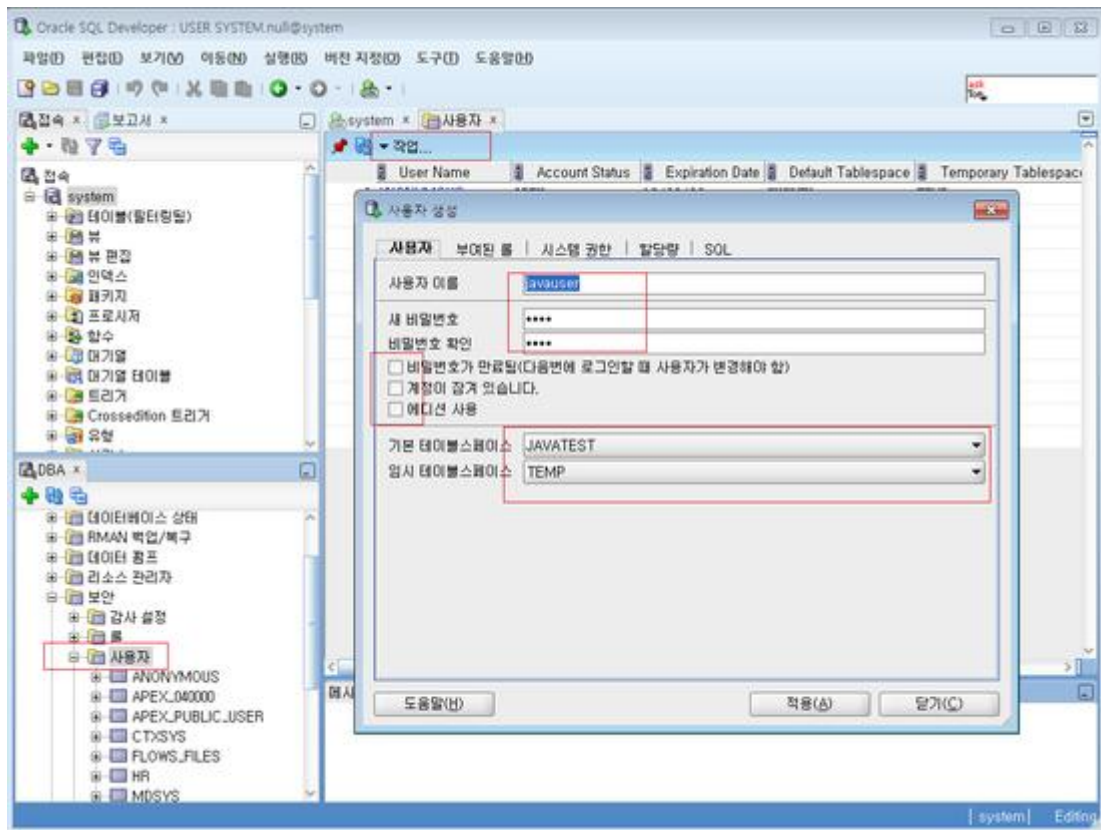 Oracle SQL Developer : USER SYSTEM.null@system
파일(F) 편집(E) 보기(V) 이동(N) 실행(R) 버전 지정(O) 도구(T) 도움말(H)
접속 보고서
system 사용자
작업...
User Name Account Status Expiration Date Default Tablespace Temporary Tablespac
접속
system
테이블(필터링됨)
뷰
뷰 편집
인덱스
패키지
프로시저
함수
대기열
대기열 테이블
트리거
Crossedition 트리거
유형
DBA
데이터베이스 상태
RMAN 백업/복구
데이터 펌프
리소스 관리자
보안
감사 설정
롤
사용자
ANONYMOUS
APEX_040000
APEX_PUBLIC_USER
CTXSYS
FLOWS_FILES
HR
MDSYS
사용자 생성
사용자 부여된 롤 시스템 권한 할당량 SQL
사용자 이름 javauser
새 비밀번호 ••••
비밀번호 확인 ••••
비밀번호가 만료됨(다음번에 로그인할 때 사용자가 변경해야 함)
계정이 잠겨 있습니다.
에디션 사용
기본 테이블스페이스 JAVATEST
임시 테이블스페이스 TEMP
도움말(H) 적용(A) 닫기(C)
system Editing